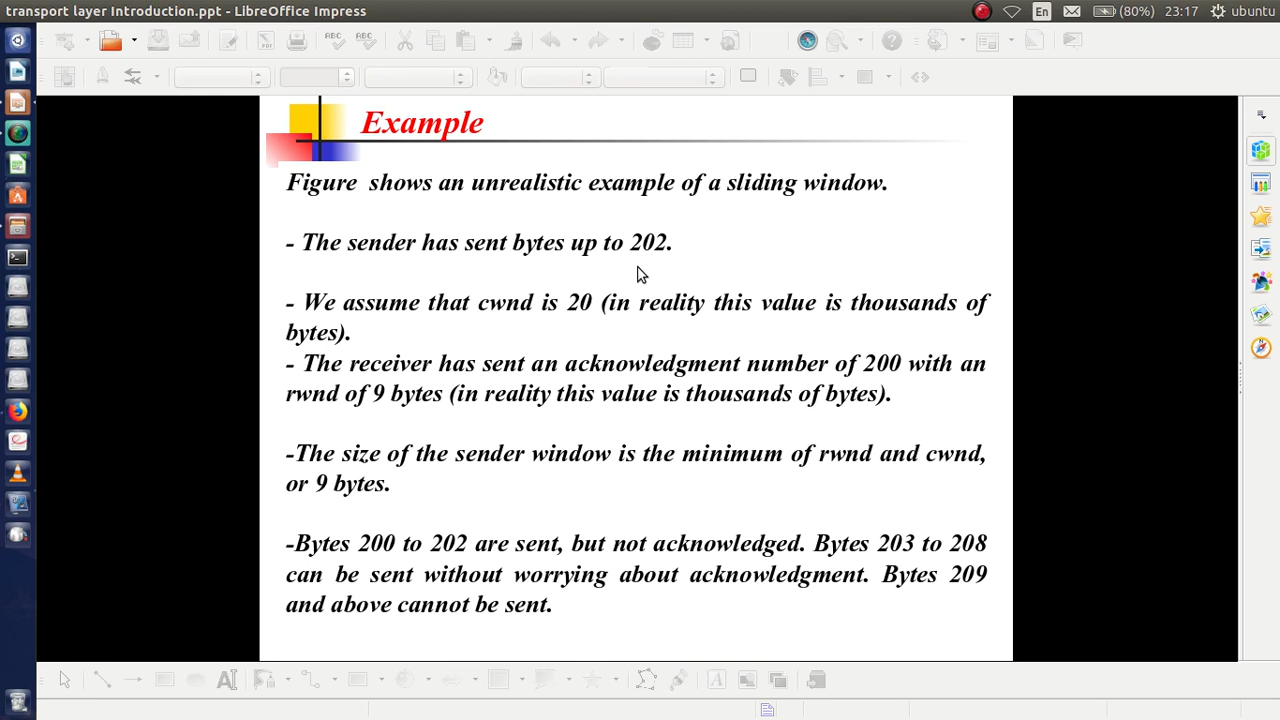 transport layer Introduction.ppt - LibreOffice Impress
En
(80%)
23:17
ubuntu
Example
Figure shows an unrealistic example of a sliding window.
- The sender has sent bytes up to 202.
- We assume that cwnd is 20 (in reality this value is thousands of
bytes).
- The receiver has sent an acknowledgment number of 200 with an
rwnd of 9 bytes (in reality this value is thousands of bytes).
-The size of the sender window is the minimum of rwnd and cwnd,
or 9 bytes.
-Bytes 200 to 202 are sent, but not acknowledged. Bytes 203 to 208
can be sent without worrying about acknowledgment. Bytes 209
and above cannot be sent.